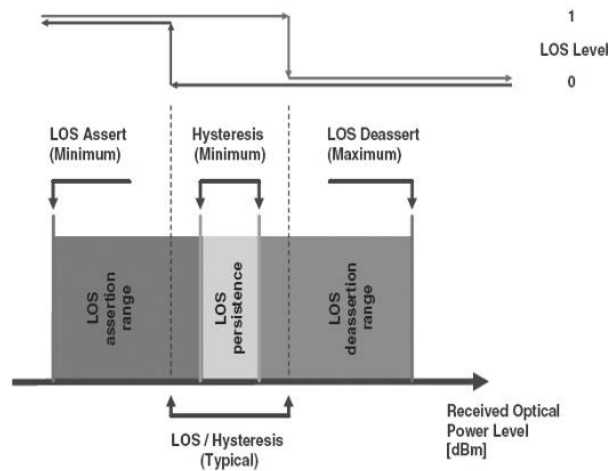 1
LOS Level
0
LOS Assert
(Minimum)
Hysteresis
(Minimum)
LOS Deassert
(Maximum)
LOS
assertion
range
LOS
persistence
LOS
deassertion
range
Received Optical
Power Level
[dBm]
LOS / Hysteresis
(Typical)